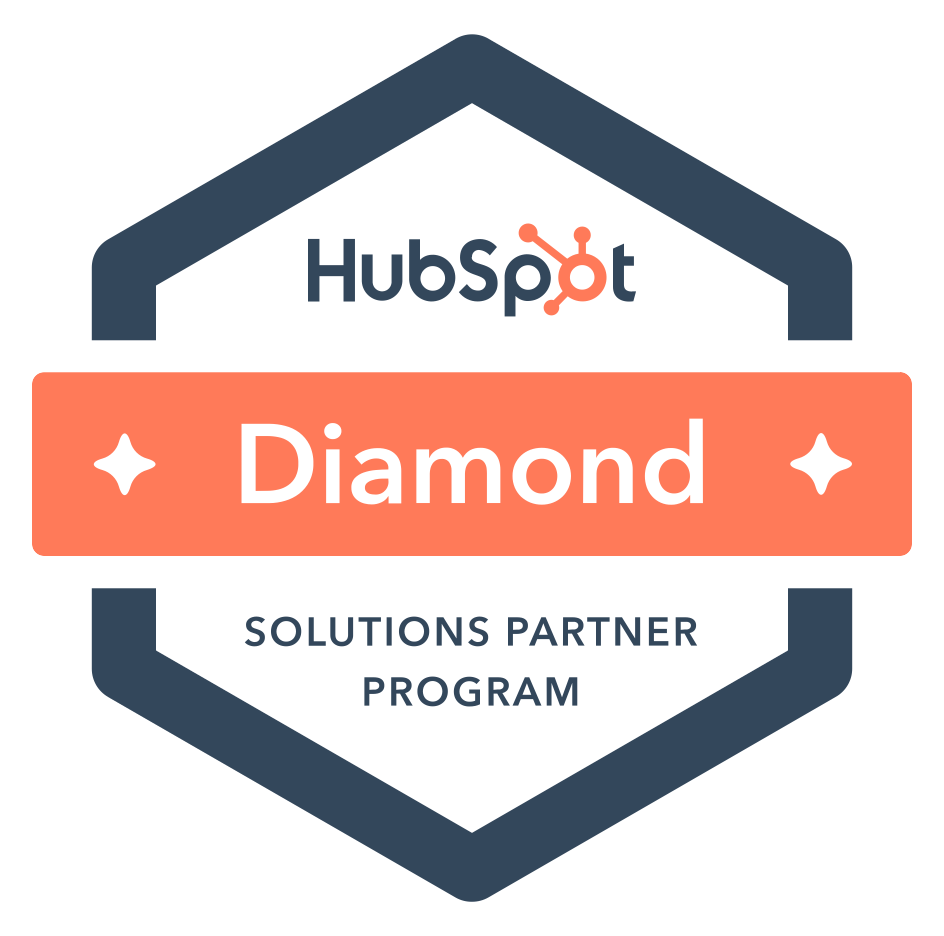 HubSpot
Diamond
SOLUTIONS PARTNER
PROGRAM